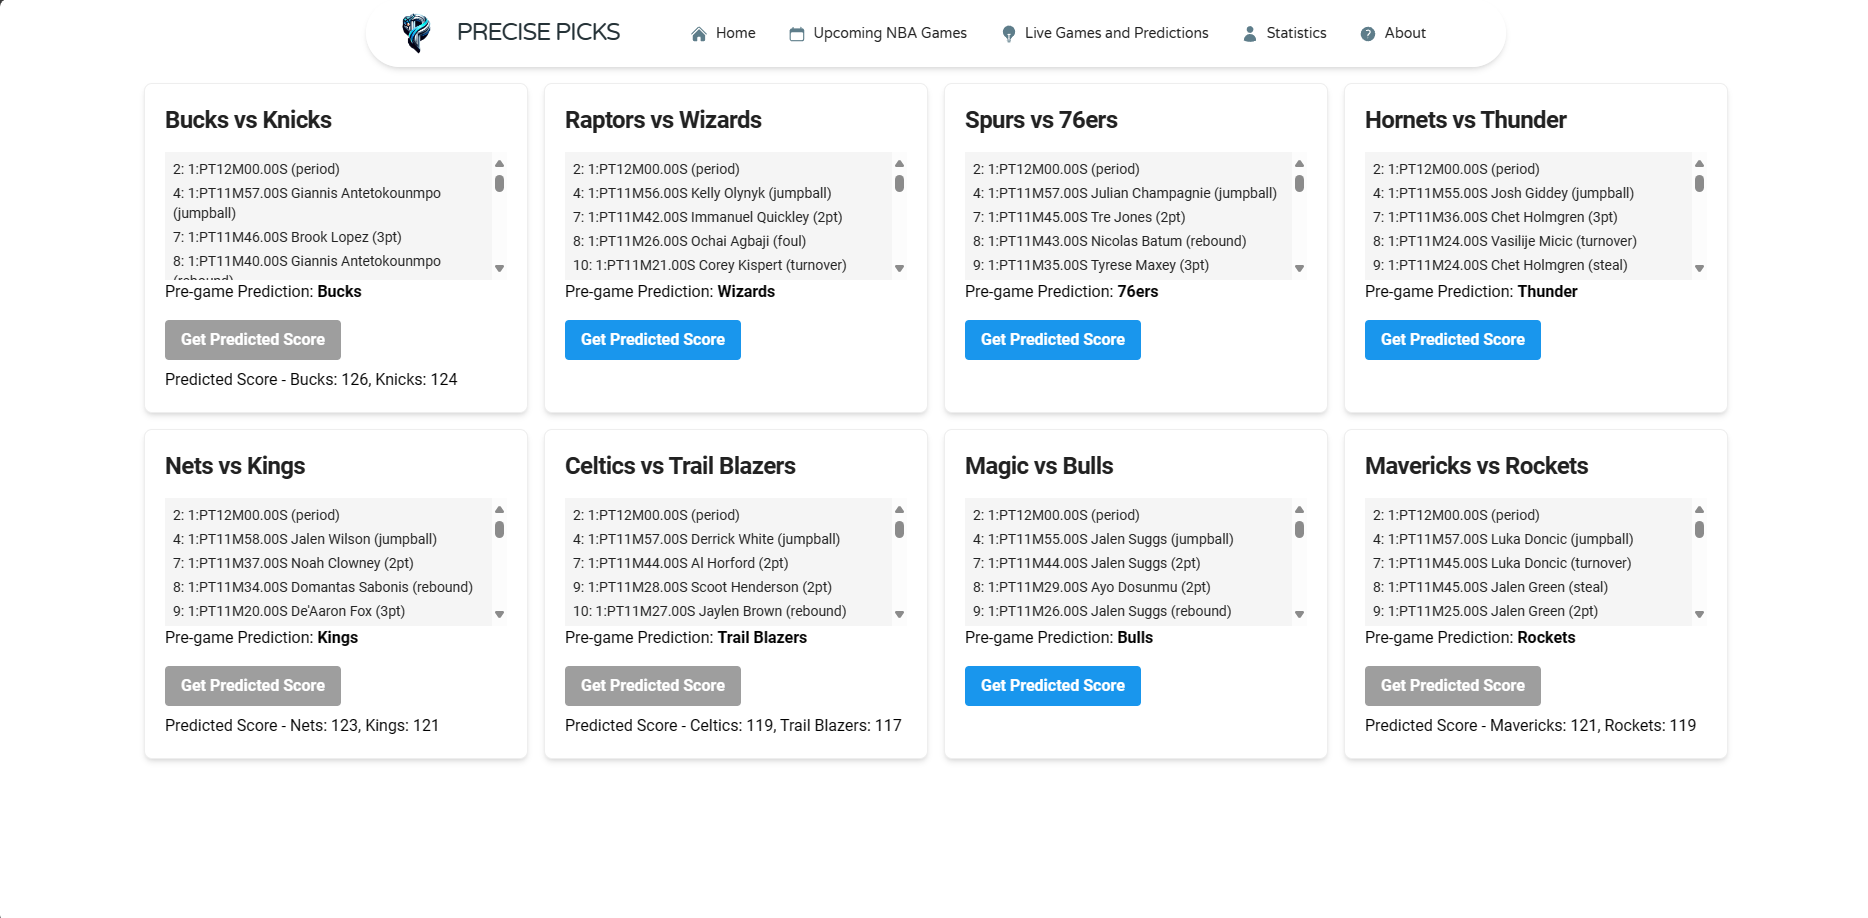 PRECISE PICKS
Home
Upcoming NBA Games
Live Games and Predictions
Statistics
About
Bucks vs Knicks
2: 1:PT12M00.00S (period)
4: 1:PT11M57.00S Giannis Antetokounmpo
(jumpball)
7: 1:PT11M46.00S Brook Lopez (3pt)
8: 1:PT11M40.00S Giannis Antetokounmpo
(rebound)
Pre-game Prediction: Bucks
Get Predicted Score
Predicted Score - Bucks: 126, Knicks: 124
Raptors vs Wizards
2: 1:PT12M00.00S (period)
4: 1:PT11M56.00S Kelly Olynyk (jumpball)
7: 1:PT11M42.00S Immanuel Quickley (2pt)
8: 1:PT11M26.00S Ochai Agbaji (foul)
10: 1:PT11M21.00S Corey Kispert (turnover)
Pre-game Prediction: Wizards
Get Predicted Score
Spurs vs 76ers
2: 1:PT12M00.00S (period)
4: 1:PT11M57.00S Julian Champagnie (jumpball)
7: 1:PT11M45.00S Tre Jones (2pt)
8: 1:PT11M43.00S Nicolas Batum (rebound)
9: 1:PT11M35.00S Tyrese Maxey (3pt)
Pre-game Prediction: 76ers
Get Predicted Score
Hornets vs Thunder
2: 1:PT12M00.00S (period)
4: 1:PT11M55.00S Josh Giddey (jumpball)
7: 1:PT11M36.00S Chet Holmgren (3pt)
8: 1:PT11M24.00S Vasilije Micic (turnover)
9: 1:PT11M24.00S Chet Holmgren (steal)
Pre-game Prediction: Thunder
Get Predicted Score
Nets vs Kings
2: 1:PT12M00.00S (period)
4: 1:PT11M58.00S Jalen Wilson (jumpball)
7: 1:PT11M37.00S Noah Clowney (2pt)
8: 1:PT11M34.00S Domantas Sabonis (rebound)
9: 1:PT11M20.00S De'Aaron Fox (3pt)
Pre-game Prediction: Kings
Get Predicted Score
Predicted Score - Nets: 123, Kings: 121
Celtics vs Trail Blazers
2: 1:PT12M00.00S (period)
4: 1:PT11M57.00S Derrick White (jumpball)
7: 1:PT11M44.00S Al Horford (2pt)
9: 1:PT11M28.00S Scoot Henderson (2pt)
10: 1:PT11M27.00S Jaylen Brown (rebound)
Pre-game Prediction: Trail Blazers
Get Predicted Score
Predicted Score - Celtics: 119, Trail Blazers: 117
Magic vs Bulls
2: 1:PT12M00.00S (period)
4: 1:PT11M55.00S Jalen Suggs (jumpball)
7: 1:PT11M44.00S Jalen Suggs (2pt)
8: 1:PT11M29.00S Ayo Dosunmu (2pt)
9: 1:PT11M26.00S Jalen Suggs (rebound)
Pre-game Prediction: Bulls
Get Predicted Score
Mavericks vs Rockets
2: 1:PT12M00.00S (period)
4: 1:PT11M57.00S Luka Doncic (jumpball)
7: 1:PT11M45.00S Luka Doncic (turnover)
8: 1:PT11M45.00S Jalen Green (steal)
9: 1:PT11M25.00S Jalen Green (2pt)
Pre-game Prediction: Rockets
Get Predicted Score
Predicted Score - Mavericks: 121, Rockets: 119